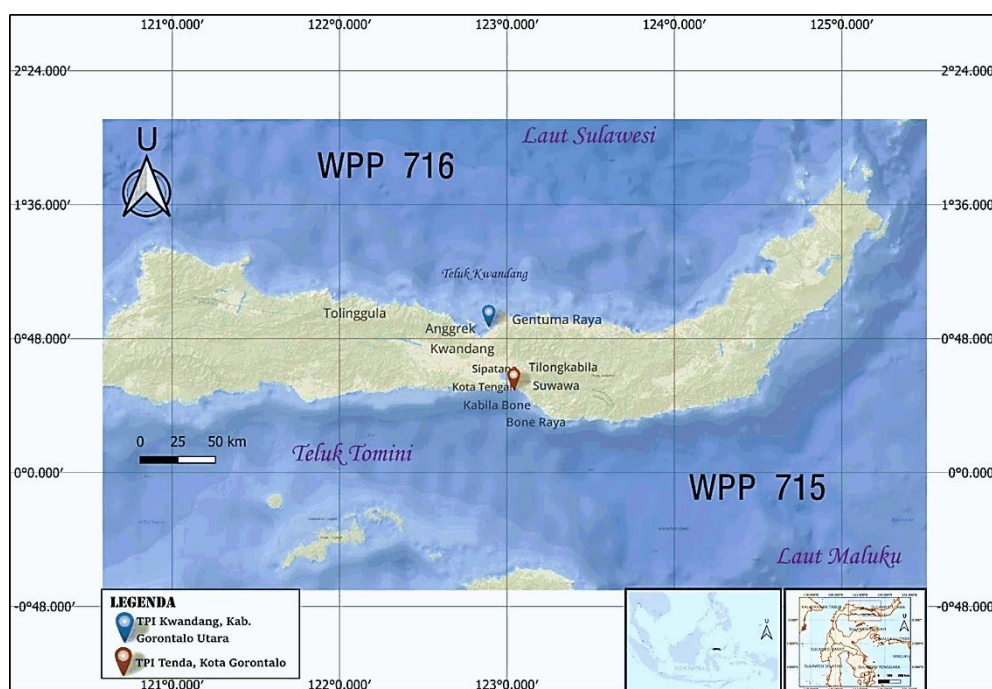 121°0.000′ 122°0.000′ 123°0.000′ 124°0.000′ 125°0.000′
2°24.000′ 2°24.000′
Laut Sulawesi
U
WPP 716
1°36.000′ 1°36.000′
Teluk Kwandang
Tolinggula
Gentuma Raya
Anggrek
0°48.000′ 0°48.000′
Kwandang
Sipatana Tilongkabila
Kota Tengah Suwawa
Kabila Bone
Bone Raya
0 25 50 km
Teluk Tomini
0°0.000′ 0°0.000′
WPP 715
Laut Maluku
-0°48.000′ -0°48.000′
LEGENDA
TPI Kwandang, Kab.
Gorontalo Utara
TPI Tenda, Kota Gorontalo
121°0.000′ 122°0.000′ 123°0.000′